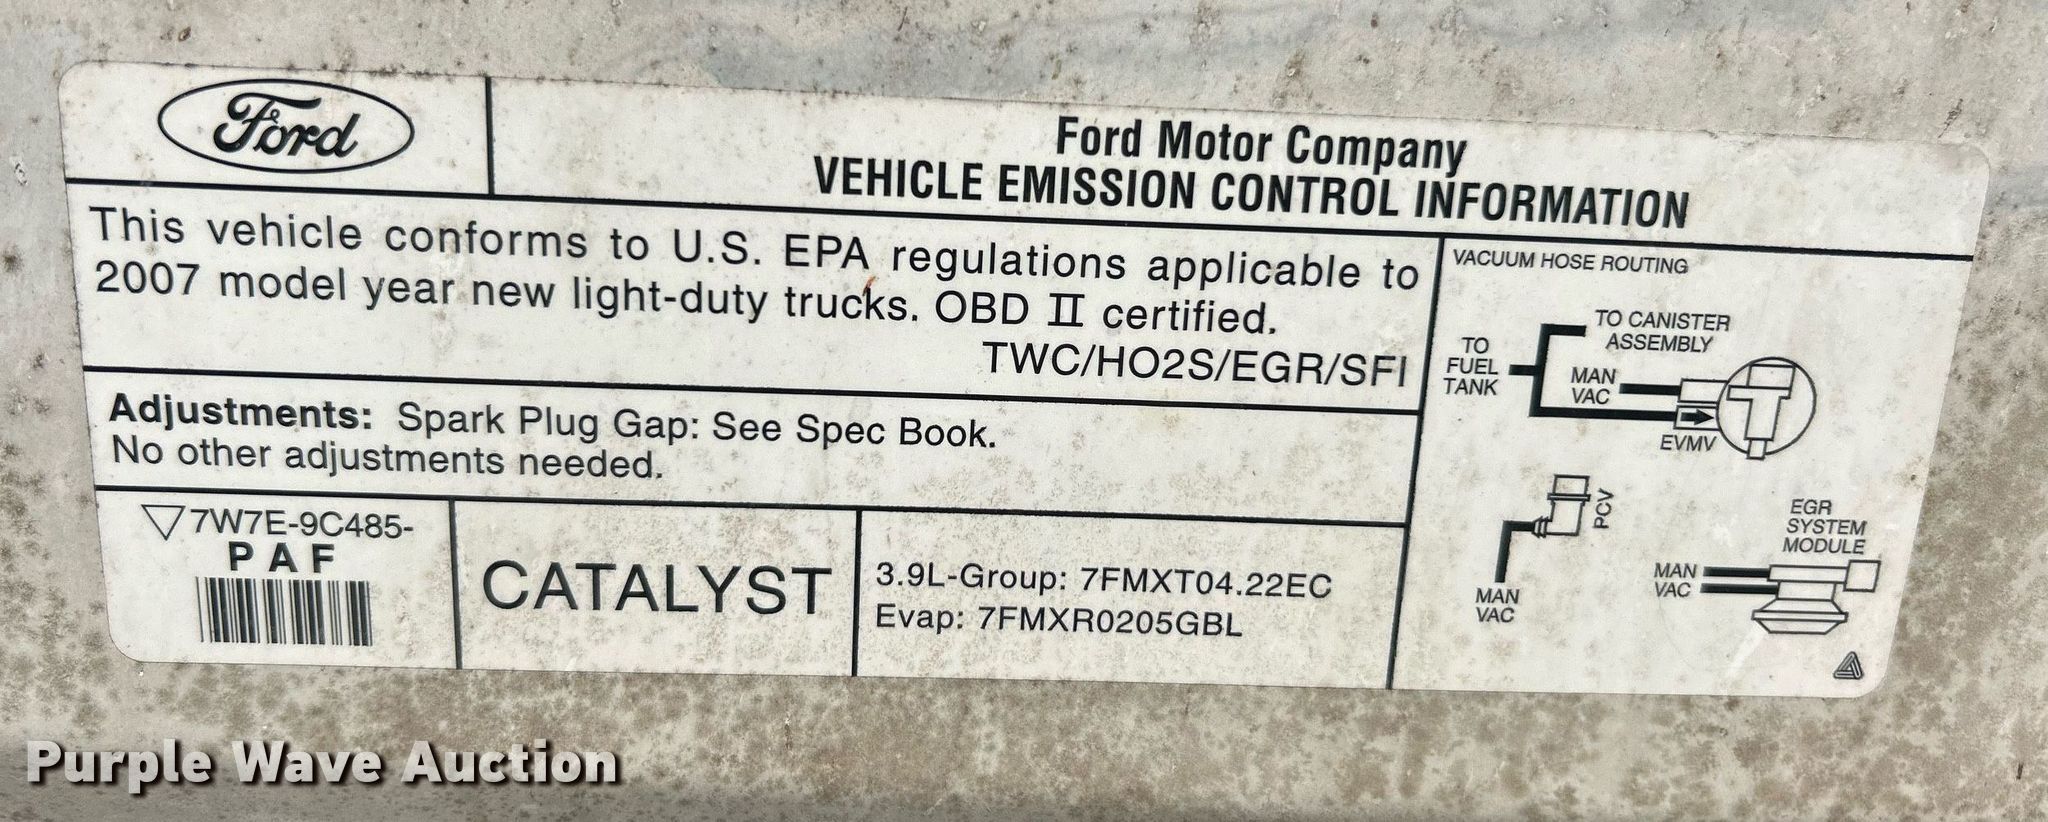 Ford
Ford Motor Company
VEHICLE EMISSION CONTROL INFORMATION
This vehicle conforms to U.S. EPA regulations applicable to
2007 model year new light-duty trucks. OBD II certified.
TWC/HO2S/EGR/SFI
Adjustments: Spark Plug Gap: See Spec Book.
No other adjustments needed.
7W7E-9C485-
PAF
CATALYST
3.9L-Group: 7FMXT04.22EC
Evap: 7FMXR0205GBL
VACUUM HOSE ROUTING
TO CANISTER
ASSEMBLY
TO
FUEL
TANK
MAN
VAC
EVMV
PCV
MAN
VAC
EGR
SYSTEM
MODULE
MAN
VAC
Purple Wave Auction